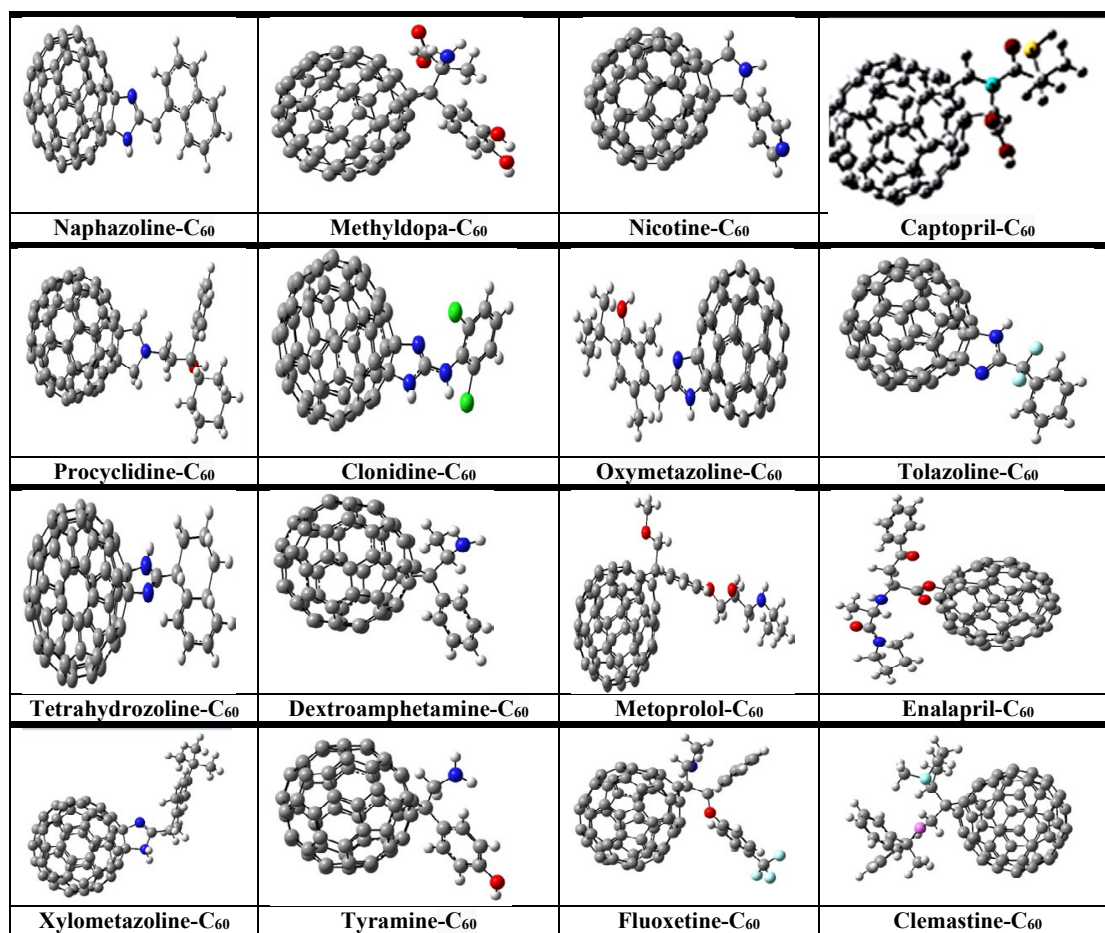 Naphazoline-C₆₀
Methyldopa-C₆₀
Nicotine-C₆₀
Captopril-C₆₀
Procyclidine-C₆₀
Clonidine-C₆₀
Oxymetazoline-C₆₀
Tolazoline-C₆₀
Tetrahydrozoline-C₆₀
Dextroamphetamine-C₆₀
Metoprolol-C₆₀
Enalapril-C₆₀
Xylometazoline-C₆₀
Tyramine-C₆₀
Fluoxetine-C₆₀
Clemastine-C₆₀